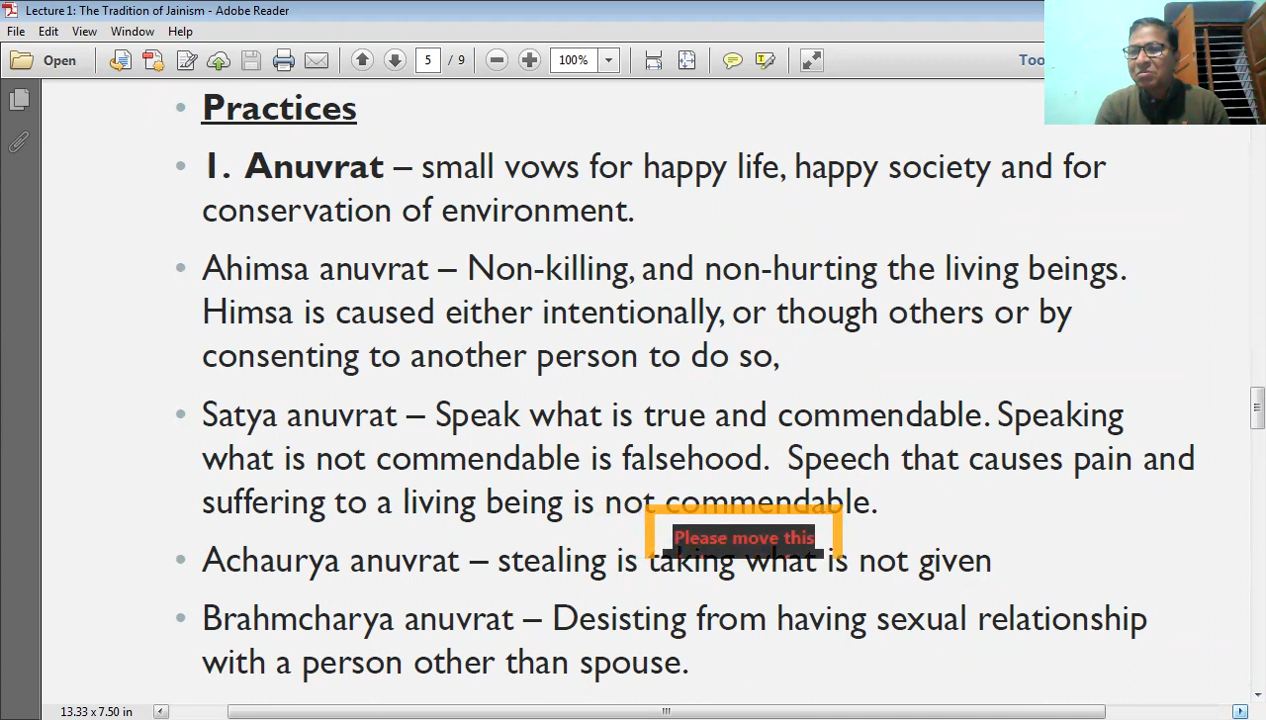 Lecture 1: The Tradition of Jainism - Adobe Reader
File Edit View Window Help
Open 5 / 9 100%
Practices
1. Anuvrat – small vows for happy life, happy society and for
conservation of environment.
Ahimsa anuvrat – Non-killing, and non-hurting the living beings.
Himsa is caused either intentionally, or though others or by
consenting to another person to do so,
Satya anuvrat – Speak what is true and commendable. Speaking
what is not commendable is falsehood. Speech that causes pain and
suffering to a living being is not commendable.
Please move this
Achaurya anuvrat – stealing is taking what is not given
Brahmcharya anuvrat – Desisting from having sexual relationship
with a person other than spouse.
13.33 x 7.50 in